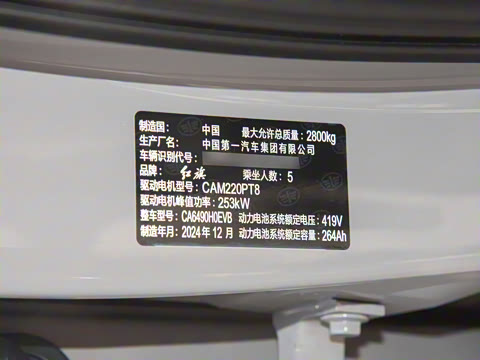 制造国: 中国 最大允许总质量: 2800kg
生产厂名: 中国第一汽车集团有限公司
车辆识别代号:
品牌: 红旗 乘坐人数: 5
驱动电机型号: CAM220PT8
驱动电机峰值功率: 253kW
整车型号: CA6490H0EVB 动力电池系统额定电压: 419V
制造年月: 2024年12月 动力电池系统额定容量: 264Ah